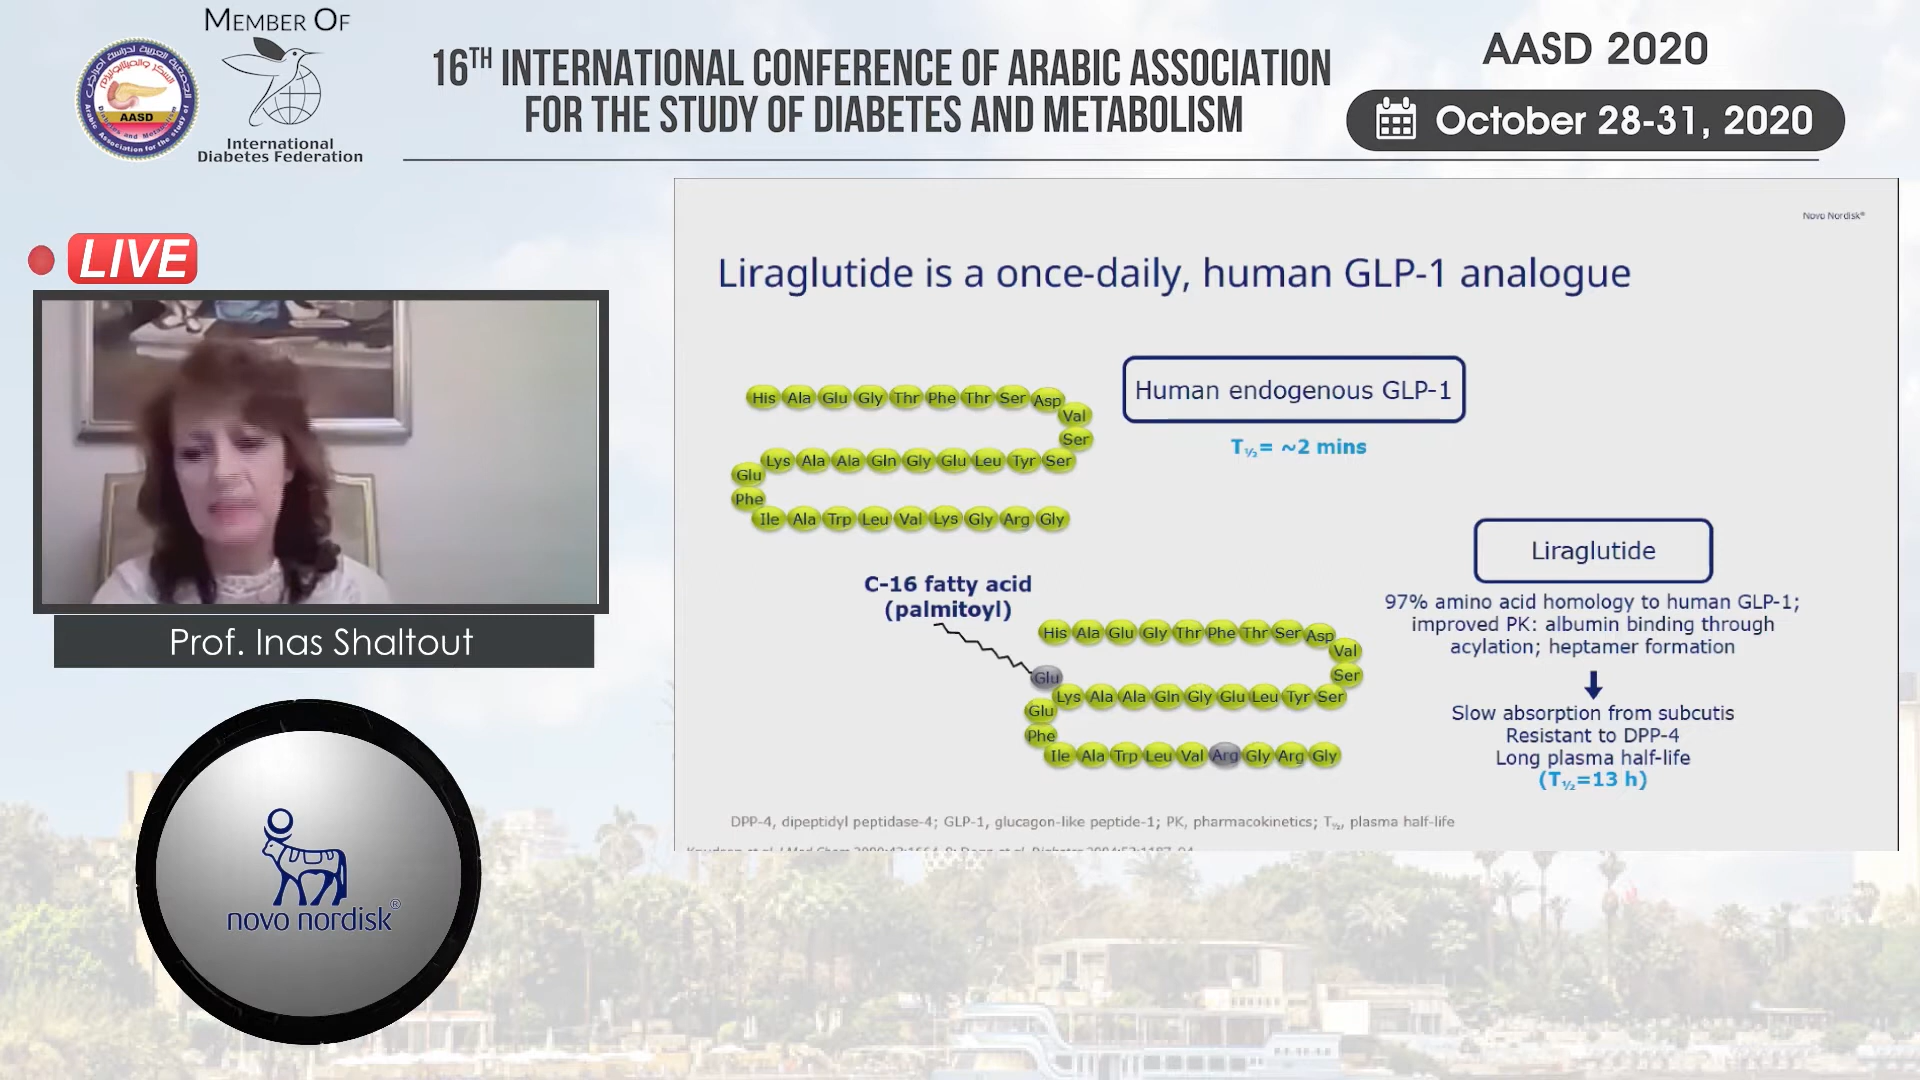 MEMBER OF
AASD
International
Diabetes Federation
16TH INTERNATIONAL CONFERENCE OF ARABIC ASSOCIATION
FOR THE STUDY OF DIABETES AND METABOLISM
AASD 2020
October 28-31, 2020
LIVE
Prof. Inas Shaltout
novo nordisk®
Novo Nordisk®
Liraglutide is a once-daily, human GLP-1 analogue
Human endogenous GLP-1
T½= ~2 mins
His Ala Glu Gly Thr Phe Thr Ser Asp
Val
Ser
Lys Ala Ala Gln Gly Glu Leu Tyr Ser
Glu
Phe
Ile Ala Trp Leu Val Lys Gly Arg Gly
C-16 fatty acid
(palmitoyl)
His Ala Glu Gly Thr Phe Thr Ser Asp
Val
Ser
Glu
Lys Ala Ala Gln Gly Glu Leu Tyr Ser
Glu
Phe
Ile Ala Trp Leu Val Arg Gly Arg Gly
Liraglutide
97% amino acid homology to human GLP-1;
improved PK: albumin binding through
acylation; heptamer formation
Slow absorption from subcutis
Resistant to DPP-4
Long plasma half-life
(T½=13 h)
DPP-4, dipeptidyl peptidase-4; GLP-1, glucagon-like peptide-1; PK, pharmacokinetics; T½, plasma half-life